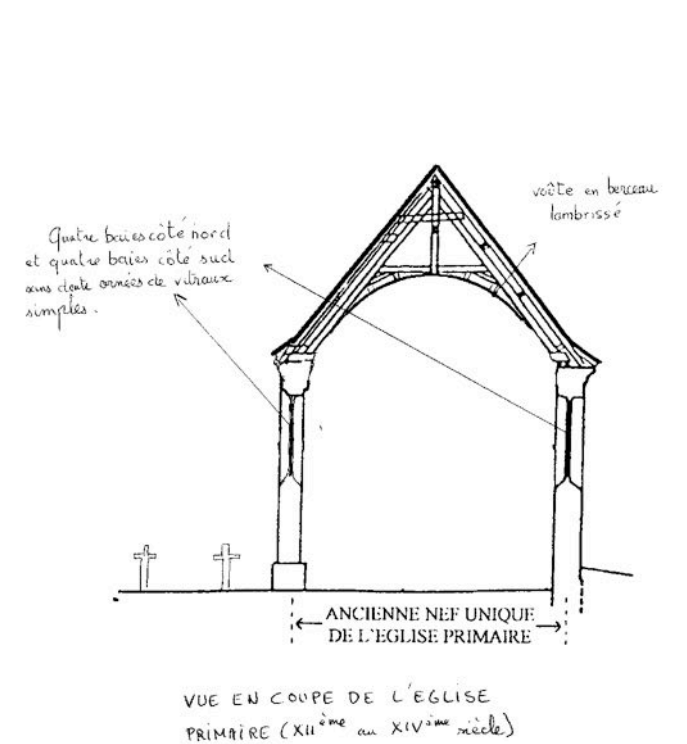 voûte en berceau
lambrissé
Quatre baies côté nord
et quatre baies côté sud
sans doute ornées de vitraux
simples.
ANCIENNE NEF UNIQUE
DE L'EGLISE PRIMAIRE
VUE EN COUPE DE L'EGLISE
PRIMAIRE (XIIème au XIVème siècle)